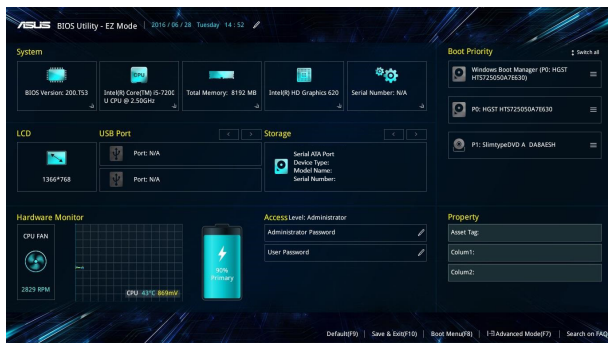 ASUS BIOS Utility - EZ Mode 2016 / 06 / 28 Tuesday 14 : 52
System
BIOS Version: 200.T53
Intel(R) Core(TM) i5-7200
U CPU @ 2.50GHz
Total Memory: 8192 MB
Intel(R) HD Graphics 620
Serial Number: N/A
CPU
Boot Priority
Switch all
Windows Boot Manager (P0: HGST
HTS725050A7E630)
P0: HGST HTS725050A7E630
P1: SlimtypeDVD A DA8AESH
LCD
1366*768
USB Port
Port: N/A
Port: N/A
Storage
Serial ATA Port
Device Type:
Model Name:
Serial Number:
Hardware Monitor
CPU FAN
2829 RPM
CPU 43°C 869mV
90%
Primary
Access Level: Administrator
Administrator Password
User Password
Property
Asset Tag:
Colum1:
Colum2:
Default(F9) Save & Exit(F10) Boot Menu(F8) Advanced Mode(F7) Search on FAQ